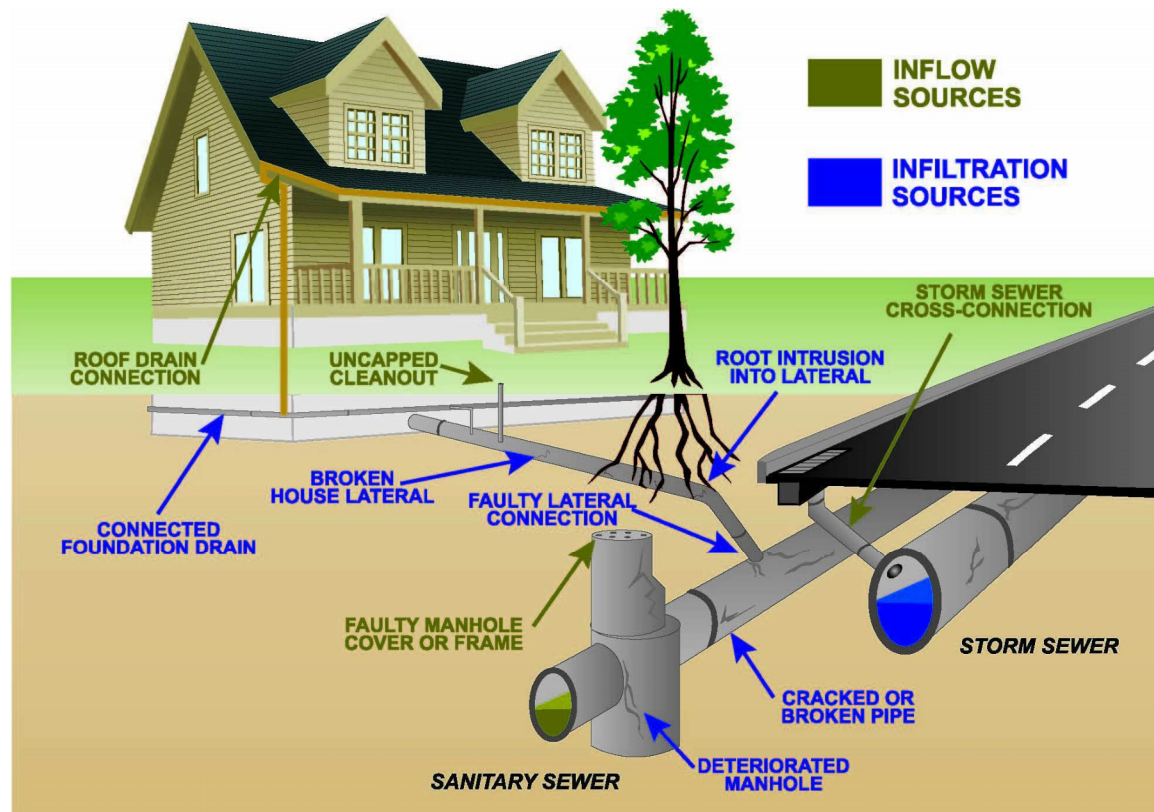 INFLOW
SOURCES
INFILTRATION
SOURCES
STORM SEWER
CROSS-CONNECTION
ROOF DRAIN
CONNECTION
UNCAPPED
CLEANOUT
ROOT INTRUSION
INTO LATERAL
BROKEN
HOUSE LATERAL
FAULTY LATERAL
CONNECTION
CONNECTED
FOUNDATION DRAIN
FAULTY MANHOLE
COVER OR FRAME
STORM SEWER
CRACKED OR
BROKEN PIPE
DETERIORATED
MANHOLE
SANITARY SEWER